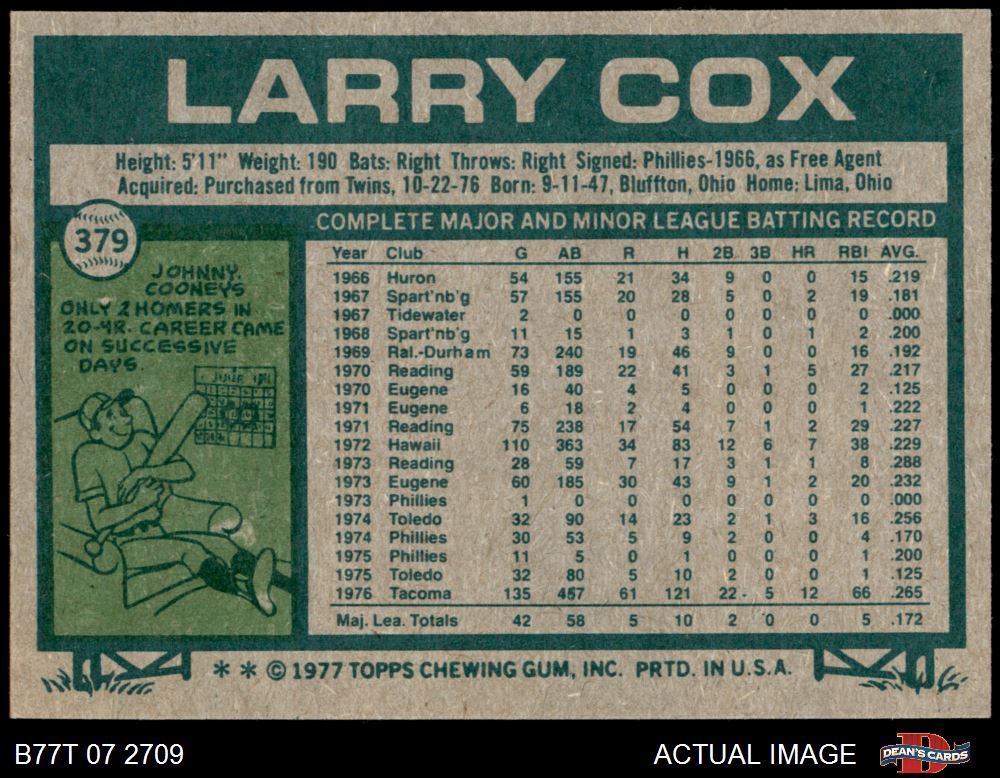 LARRY COX
Height: 5'11" Weight: 190 Bats: Right Throws: Right Signed: Phillies-1966, as Free Agent
Acquired: Purchased from Twins, 10-22-76 Born: 9-11-47, Bluffton, Ohio Home: Lima, Ohio
379
JOHNNY
COONEY'S
ONLY 2 HOMERS IN
20-YR. CAREER CAME
ON SUCCESSIVE
DAYS.
COMPLETE MAJOR AND MINOR LEAGUE BATTING RECORD
Year Club G AB R H 2B 3B HR RBI AVG.
1966 Huron 54 155 21 34 9 0 0 15 .219
1967 Spart'nb'g 57 155 20 28 5 0 2 19 .181
1967 Tidewater 2 0 0 0 0 0 0 0 .000
1968 Spart'nb'g 11 15 1 3 1 0 1 2 .200
1969 Ral.-Durham 73 240 19 46 9 0 0 16 .192
1970 Reading 59 189 22 41 3 1 5 27 .217
1970 Eugene 16 40 4 5 0 0 0 2 .125
1971 Eugene 6 18 2 4 0 0 0 1 .222
1971 Reading 75 238 17 54 7 1 2 29 .227
1972 Hawaii 110 363 34 83 12 6 7 38 .229
1973 Reading 28 59 7 17 3 1 1 8 .288
1973 Eugene 60 185 30 43 9 1 2 20 .232
1973 Phillies 1 0 0 0 0 0 0 0 .000
1974 Toledo 32 90 14 23 2 1 3 16 .256
1974 Phillies 30 53 5 9 2 0 0 4 .170
1975 Phillies 11 5 0 1 0 0 0 1 .200
1975 Toledo 32 80 5 10 2 0 0 1 .125
1976 Tacoma 135 457 61 121 22 5 12 66 .265
Maj. Lea. Totals 42 58 5 10 2 0 0 5 .172
* * © 1977 TOPPS CHEWING GUM, INC. PRTD. IN U.S.A.
B77T 07 2709
ACTUAL IMAGE
DEAN'S CARDS